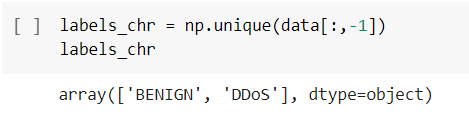 [ ] labels_chr = np.unique(data[:,-1])
labels_chr
array(['BENIGN', 'DDoS'], dtype=object)